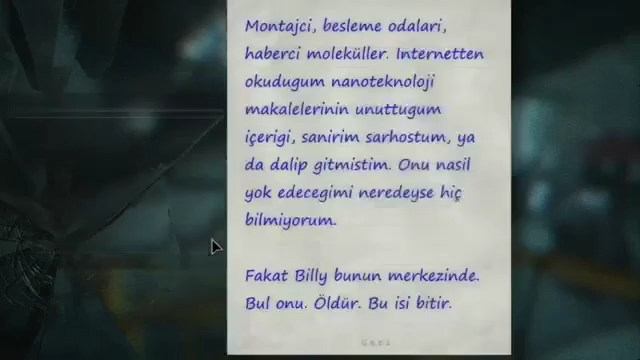 Montajci, besleme odalari,
haberci moleküller. Internetten
okudugum nanoteknoloji
makalelerinin unuttugum
içerigi, sanirim sarhostum, ya
da dalip gitmistim. Onu nasil
yok edecegimi neredeyse hiç
bilmiyorum.
Fakat Billy bunun merkezinde.
Bul onu. Öldür. Bu isi bitir.